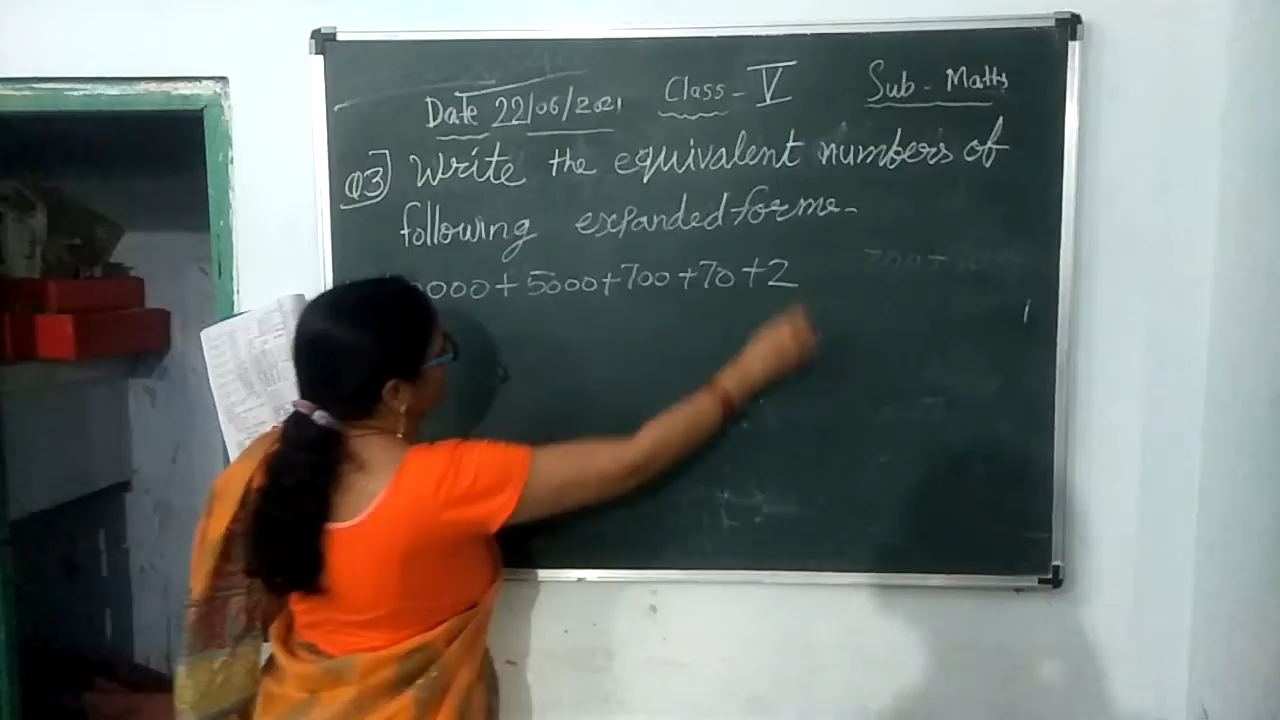 Date 22/06/2021 Class - V Sub - Maths
Q3] Write the equivalent numbers of
following expanded forms -
000 + 5000 + 700 + 70 + 2